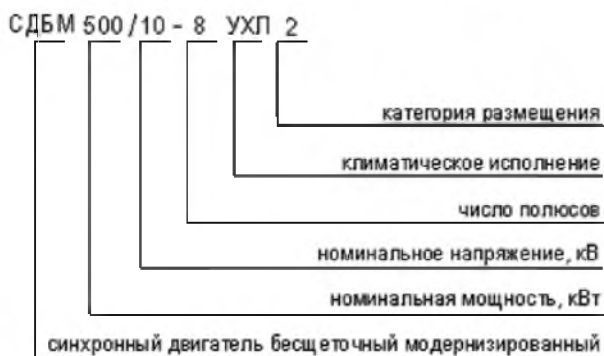 СДБМ 500/10 - 8 УХЛ 2
категория размещения
климатическое исполнение
число полюсов
номинальное напряжение, кВ
номинальная мощность, кВт
синхронный двигатель бесщеточный модернизированный